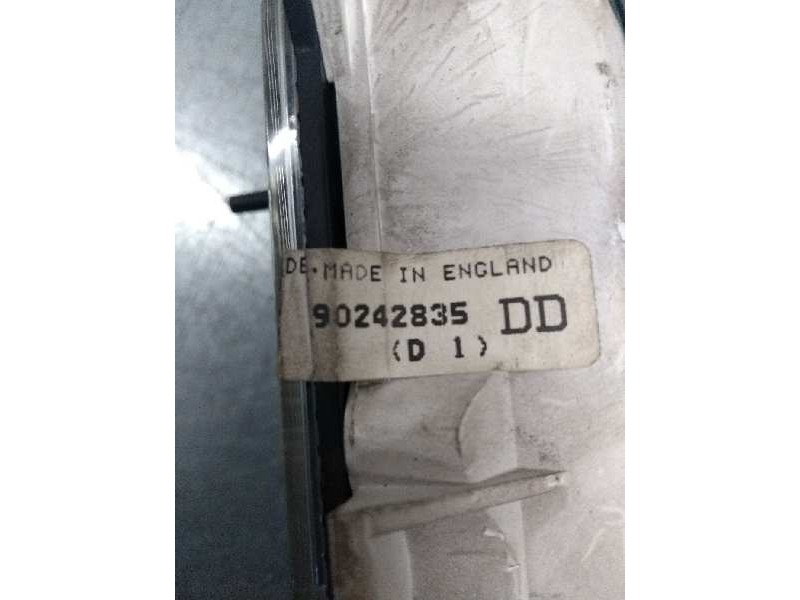 DE. MADE IN ENGLAND
90242835 DD
(D 1)